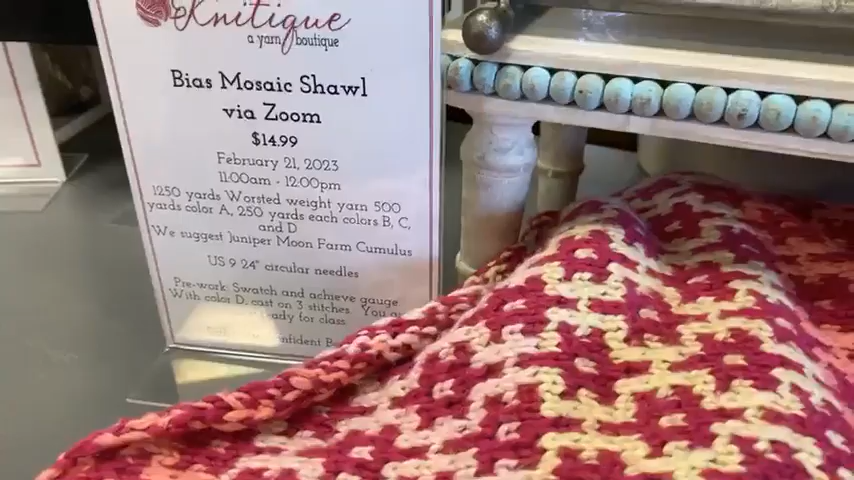 Knitique
a yarn boutique
Bias Mosaic Shawl
via Zoom
$14.99
February 21, 2023
11:00am - 12:00pm
1250 yards Worsted weight yarn 500
yards color A, 250 yards each colors B, C,
and D
We suggest Juniper Moon Farm Cumulus
US 9 24" circular needles
Pre-work: Swatch and achieve gauge.
With color D, cast on 3 stitches. You
for class